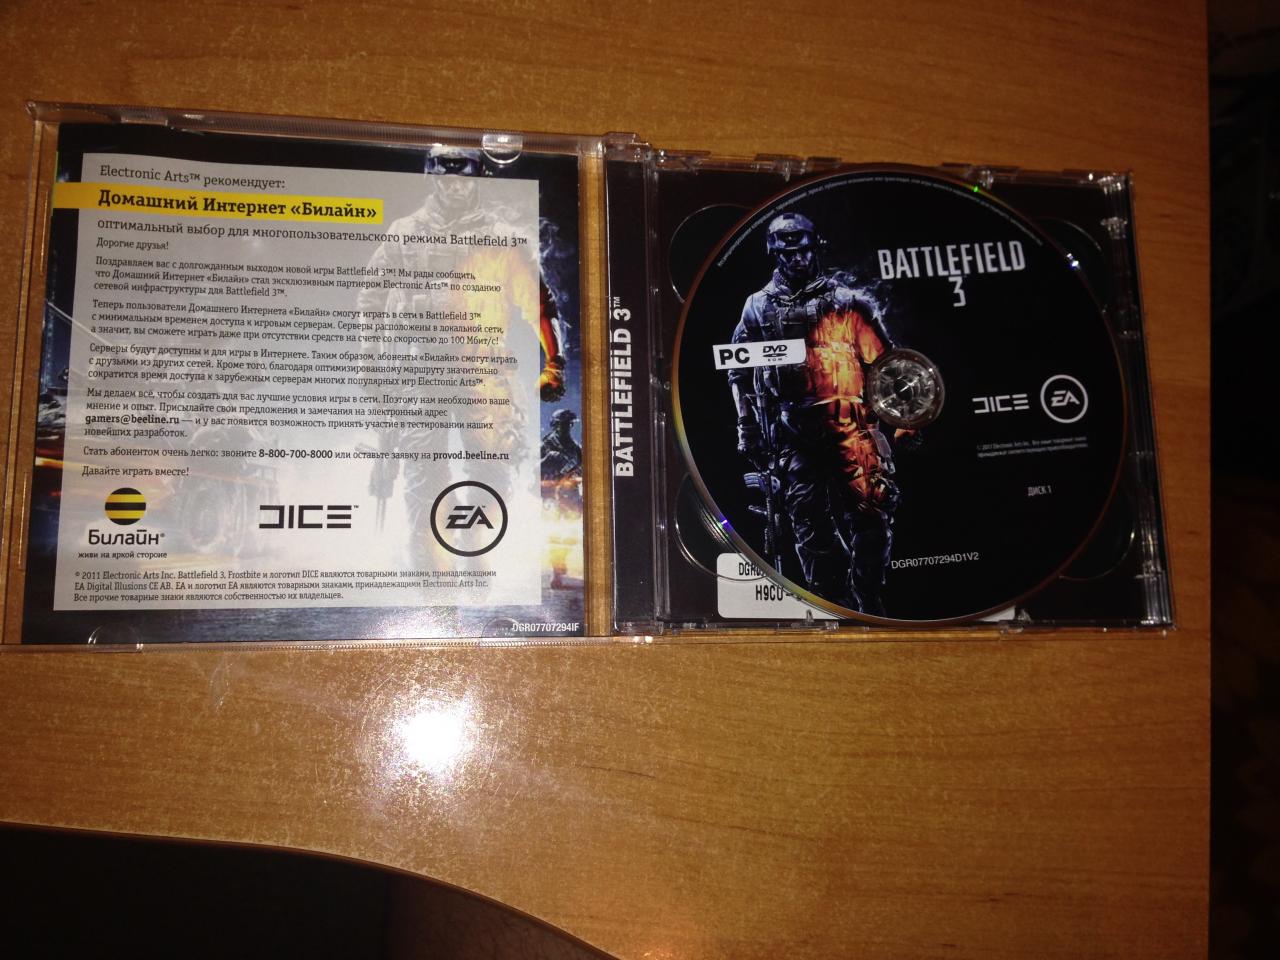 Electronic Arts™ рекомендует:
Домашний Интернет «Билайн»
оптимальный выбор для многопользовательского режима Battlefield 3™
Дорогие друзья!
Поздравляем вас с долгожданным выходом новой игры Battlefield 3™! Мы рады сообщить,
что Домашний Интернет «Билайн» стал эксклюзивным партнером Electronic Arts™ по созданию
сетевой инфраструктуры для Battlefield 3™.
Теперь пользователи Домашнего Интернета «Билайн» смогут играть в сети в Battlefield 3™
с минимальным временем доступа к игровым серверам. Серверы расположены в локальной сети,
а значит, вы сможете играть даже при отсутствии средств на счете со скоростью до 100 Мбит/с!
Серверы будут доступны и для игры в Интернете. Таким образом, абоненты «Билайн» смогут играть
с друзьями из других сетей. Кроме того, благодаря оптимизированному маршруту значительно
сократится время доступа к зарубежным серверам многих популярных игр Electronic Arts™.
Мы делаем всё, чтобы создать для вас лучшие условия игры в сети. Поэтому нам необходимо ваше
мнение и опыт. Присылайте свои предложения и замечания на электронный адрес
gamers@beeline.ru — и у вас появится возможность принять участие в тестировании наших
новейших разработок.
Стать абонентом очень легко: звоните 8-800-700-8000 или оставьте заявку на provod.beeline.ru
Давайте играть вместе!
Билайн®
живи на яркой стороне
DICE™
EA™
© 2011 Electronic Arts Inc. Battlefield 3, Frostbite и логотип DICE являются товарными знаками, принадлежащими
EA Digital Illusions CE AB. EA и логотип EA являются товарными знаками, принадлежащими Electronic Arts Inc.
Все прочие товарные знаки являются собственностью их владельцев.
DGR07707294IF
BATTLEFIELD 3™
BATTLEFIELD
3
PC DVD
ROM
DICE
EA
ДИСК 1
DGR07707294D1V2